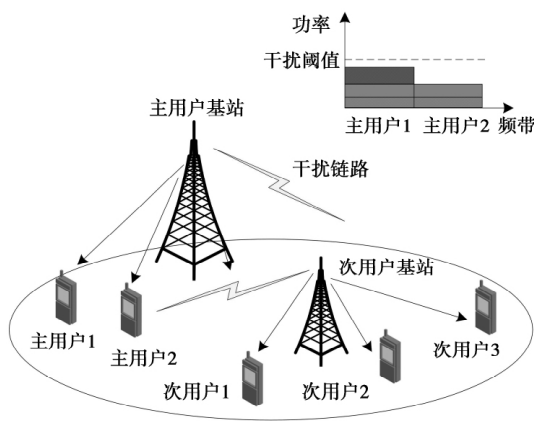 功率
干扰阈值
主用户1 主用户2 频带
主用户基站
干扰链路
次用户基站
主用户1
主用户2
次用户1
次用户2
次用户3